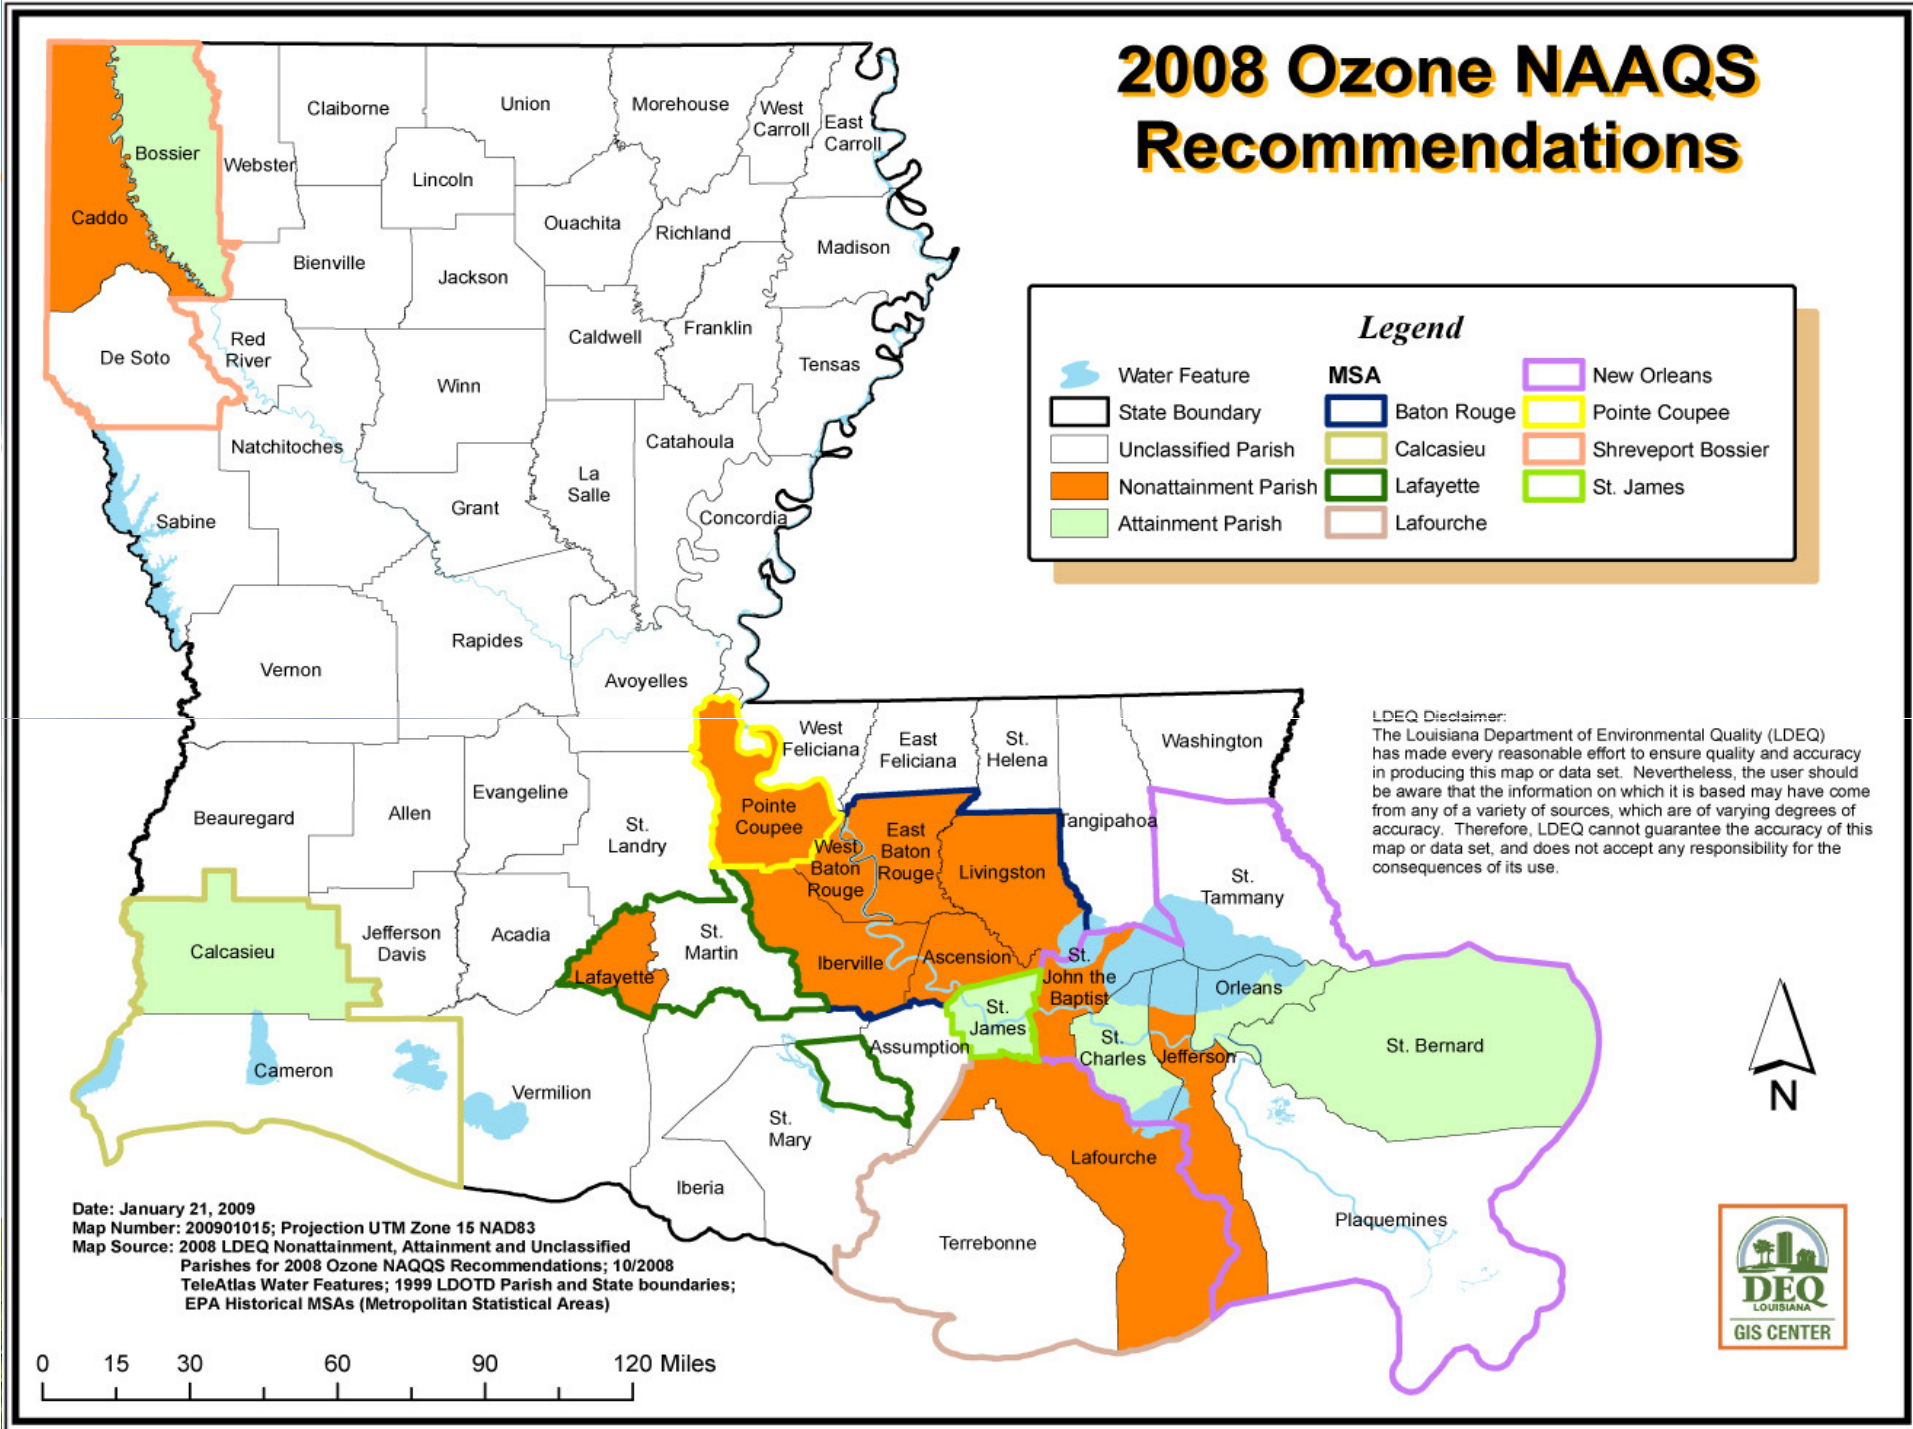 2008 Ozone NAAQS
Recommendations
Legend
Water Feature
State Boundary
Unclassified Parish
Nonattainment Parish
Attainment Parish
MSA
Baton Rouge
Calcasieu
Lafayette
Lafourche
New Orleans
Pointe Coupee
Shreveport Bossier
St. James
Claiborne
Union
Morehouse
West
Carroll
East
Carroll
Bossier
Webster
Lincoln
Caddo
Ouachita
Richland
Madison
Bienville
Jackson
De Soto
Red
River
Caldwell
Franklin
Tensas
Winn
Natchitoches
Catahoula
La
Salle
Grant
Concordia
Sabine
Rapides
Vernon
Avoyelles
West
Feliciana
East
Feliciana
St.
Helena
Washington
Beauregard
Allen
Evangeline
St.
Landry
Pointe
Coupee
West
Baton
Rouge
East
Baton
Rouge
Livingston
Tangipahoa
St.
Tammany
Calcasieu
Jefferson
Davis
Acadia
Lafayette
St.
Martin
Iberville
Ascension
St.
John the
Baptist
Orleans
St.
James
St.
Charles
Jefferson
St. Bernard
Assumption
Cameron
Vermilion
St.
Mary
Iberia
Lafourche
Terrebonne
Plaquemines
LDEQ Disclaimer:
The Louisiana Department of Environmental Quality (LDEQ)
has made every reasonable effort to ensure quality and accuracy
in producing this map or data set. Nevertheless, the user should
be aware that the information on which it is based may have come
from any of a variety of sources, which are of varying degrees of
accuracy. Therefore, LDEQ cannot guarantee the accuracy of this
map or data set, and does not accept any responsibility for the
consequences of its use.
N
Date: January 21, 2009
Map Number: 200901015; Projection UTM Zone 15 NAD83
Map Source: 2008 LDEQ Nonattainment, Attainment and Unclassified
Parishes for 2008 Ozone NAQQS Recommendations; 10/2008
TeleAtlas Water Features; 1999 LDOTD Parish and State boundaries;
EPA Historical MSAs (Metropolitan Statistical Areas)
0 15 30 60 90 120 Miles
DEQ
LOUISIANA
GIS CENTER